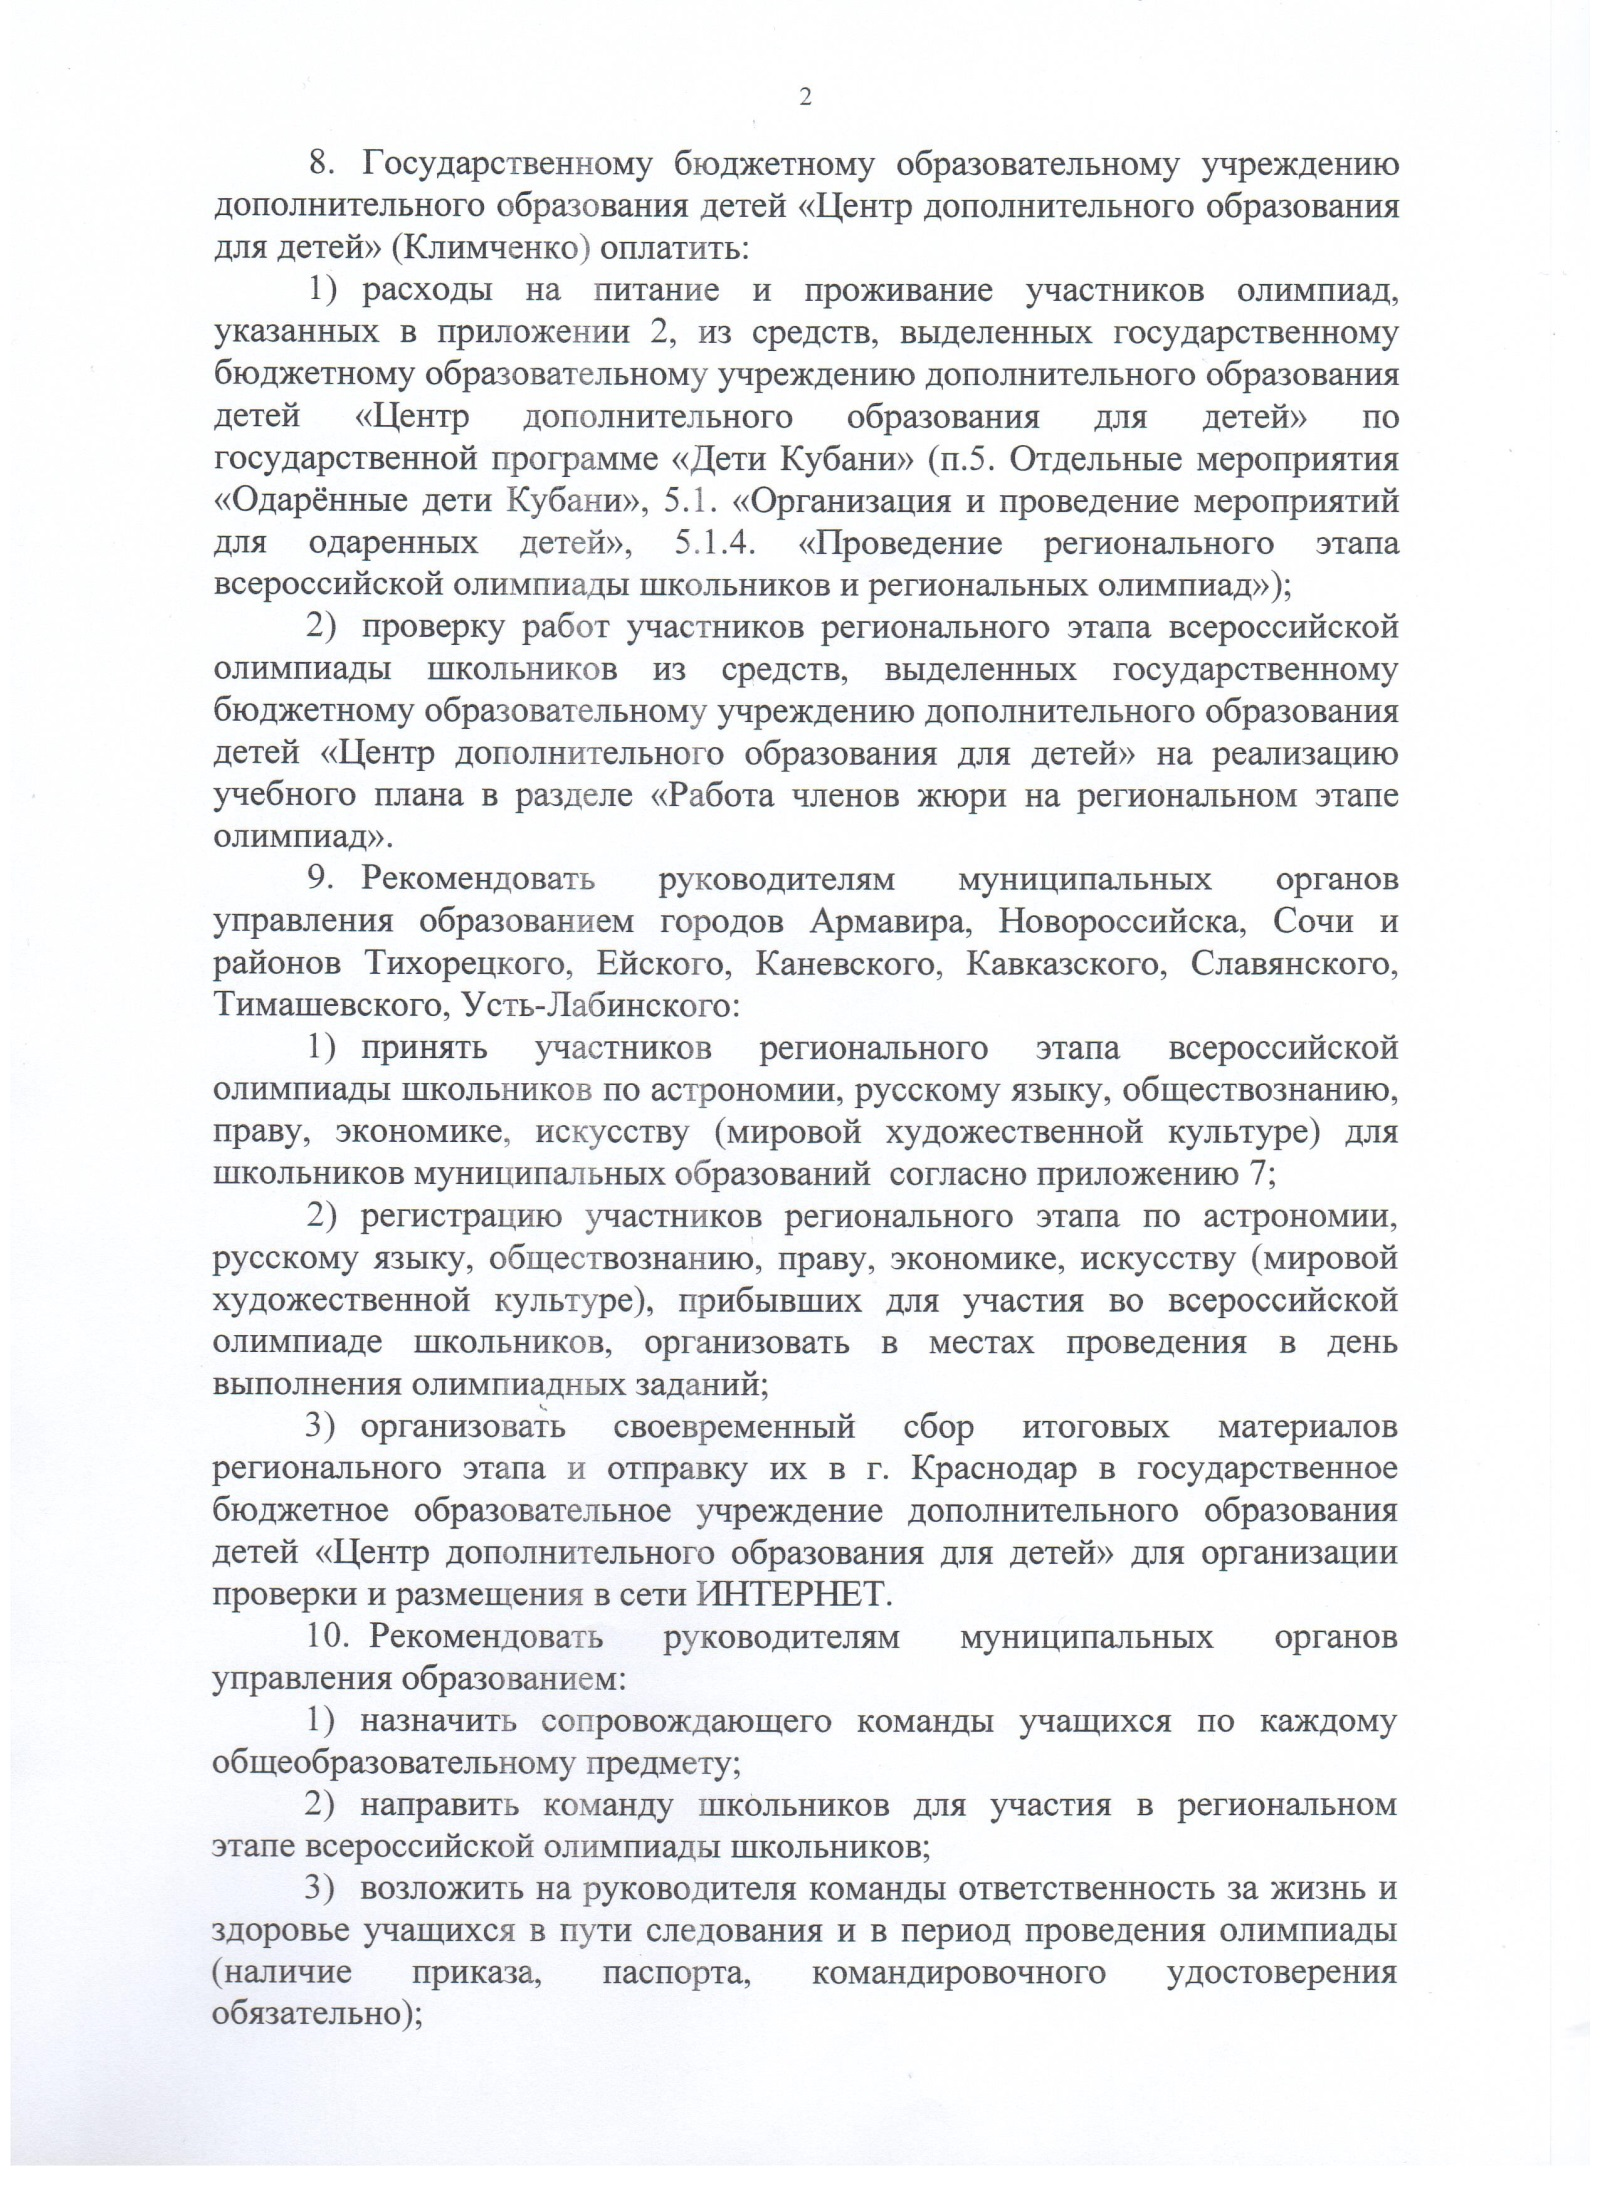 2
8. Государственному бюджетному образовательному учреждению
дополнительного образования детей «Центр дополнительного образования
для детей» (Климченко) оплатить:
1) расходы на питание и проживание участников олимпиад,
указанных в приложении 2, из средств, выделенных государственному
бюджетному образовательному учреждению дополнительного образования
детей «Центр дополнительного образования для детей» по
государственной программе «Дети Кубани» (п.5. Отдельные мероприятия
«Одарённые дети Кубани», 5.1. «Организация и проведение мероприятий
для одаренных детей», 5.1.4. «Проведение регионального этапа
всероссийской олимпиады школьников и региональных олимпиад»);
2) проверку работ участников регионального этапа всероссийской
олимпиады школьников из средств, выделенных государственному
бюджетному образовательному учреждению дополнительного образования
детей «Центр дополнительного образования для детей» на реализацию
учебного плана в разделе «Работа членов жюри на региональном этапе
олимпиад».
9. Рекомендовать руководителям муниципальных органов
управления образованием городов Армавира, Новороссийска, Сочи и
районов Тихорецкого, Ейского, Каневского, Кавказского, Славянского,
Тимашевского, Усть-Лабинского:
1) принять участников регионального этапа всероссийской
олимпиады школьников по астрономии, русскому языку, обществознанию,
праву, экономике, искусству (мировой художественной культуре) для
школьников муниципальных образований согласно приложению 7;
2) регистрацию участников регионального этапа по астрономии,
русскому языку, обществознанию, праву, экономике, искусству (мировой
художественной культуре), прибывших для участия во всероссийской
олимпиаде школьников, организовать в местах проведения в день
выполнения олимпиадных заданий;
3) организовать своевременный сбор итоговых материалов
регионального этапа и отправку их в г. Краснодар в государственное
бюджетное образовательное учреждение дополнительного образования
детей «Центр дополнительного образования для детей» для организации
проверки и размещения в сети ИНТЕРНЕТ.
10. Рекомендовать руководителям муниципальных органов
управления образованием:
1) назначить сопровождающего команды учащихся по каждому
общеобразовательному предмету;
2) направить команду школьников для участия в региональном
этапе всероссийской олимпиады школьников;
3) возложить на руководителя команды ответственность за жизнь и
здоровье учащихся в пути следования и в период проведения олимпиады
(наличие приказа, паспорта, командировочного удостоверения
обязательно);